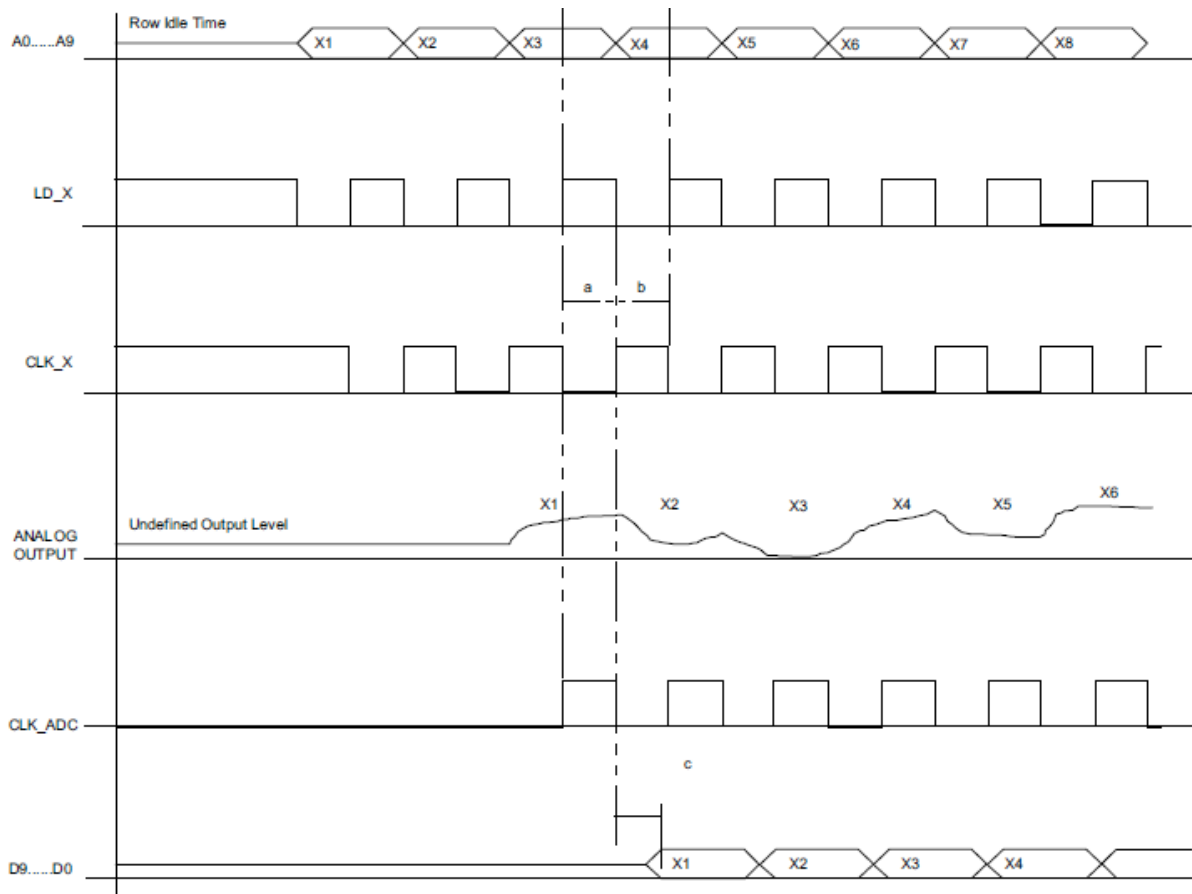 Row Idle Time
A0......A9 X1 X2 X3 X4 X5 X6 X7 X8
LD_X
a b
CLK_X
X1 X2 X3 X4 X5 X6
Undefined Output Level
ANALOG
OUTPUT
CLK_ADC
c
D9......D0 X1 X2 X3 X4